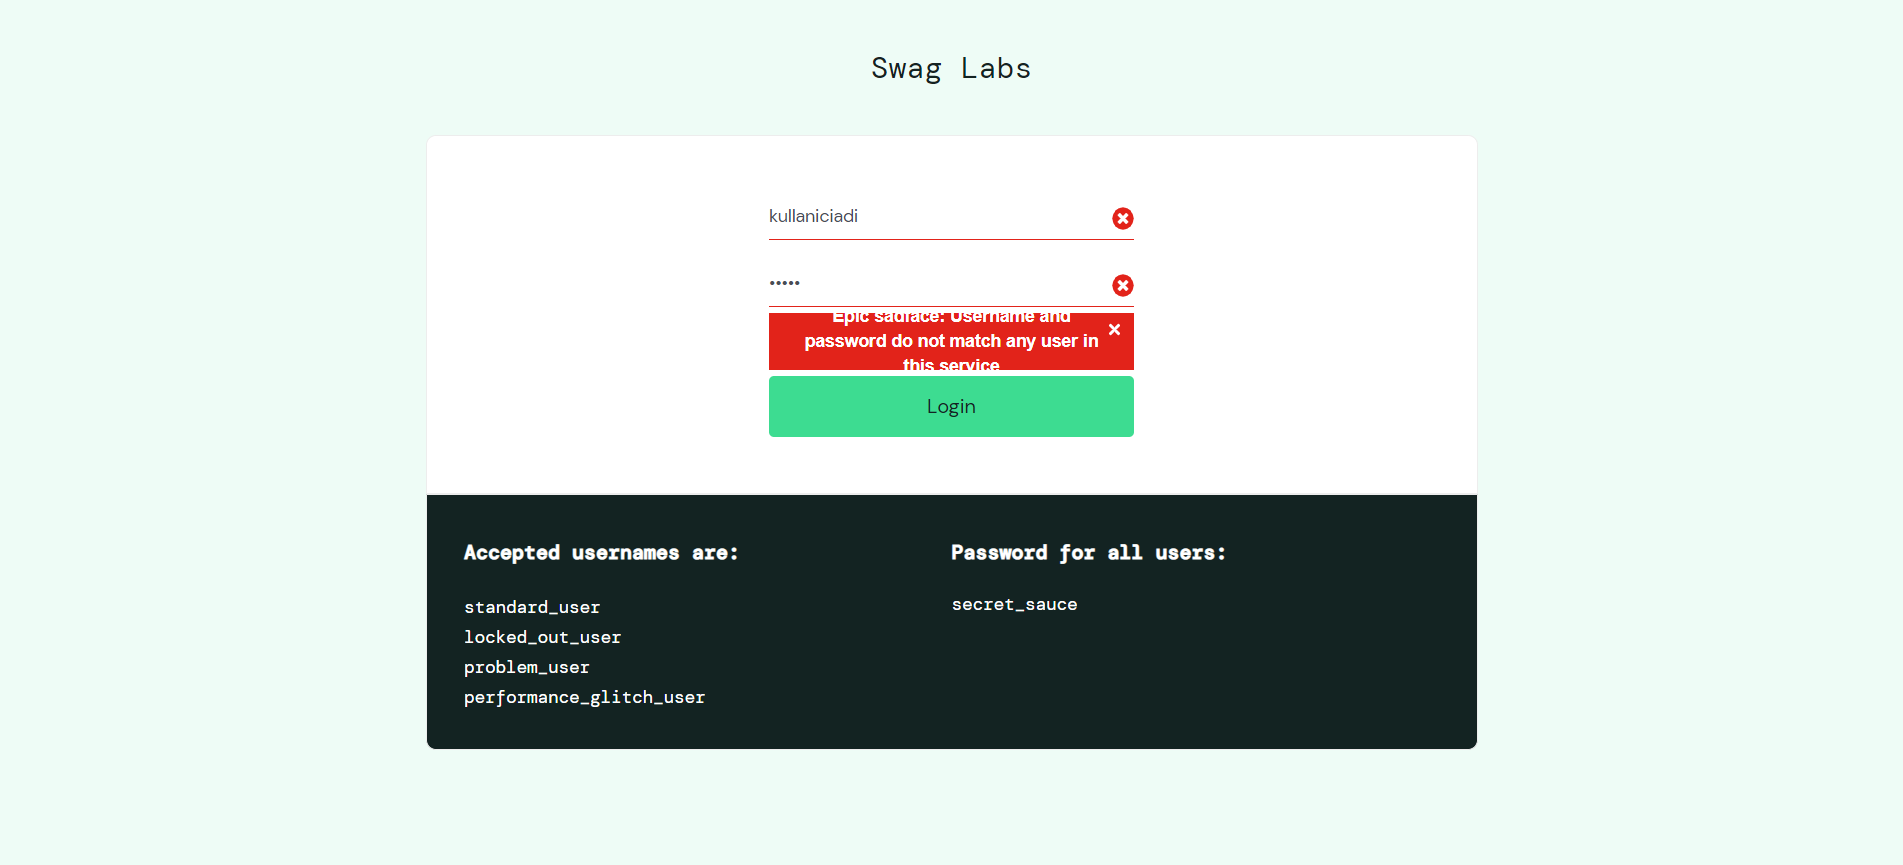 Swag Labs
kullaniciadi
•••••
Epic sadface: Username and
password do not match any user in
this service
Login
Accepted usernames are:
standard_user
locked_out_user
problem_user
performance_glitch_user
Password for all users:
secret_sauce